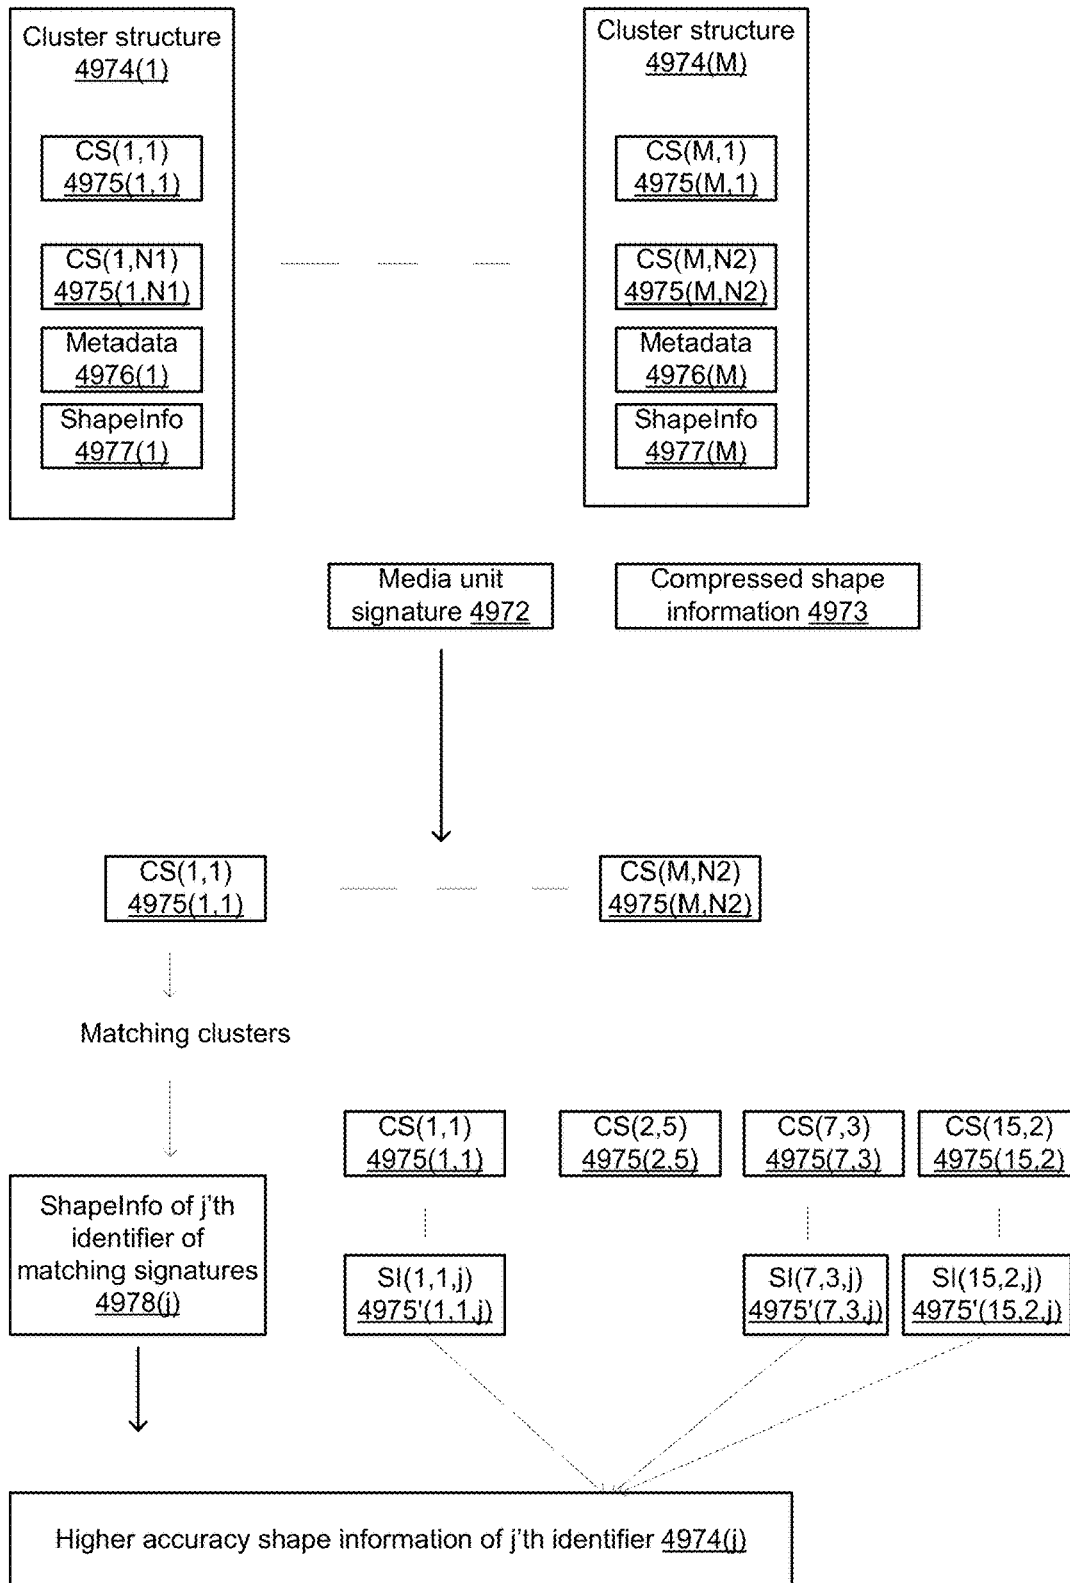 Cluster structure
4974(1)
CS(1,1)
4975(1,1)
CS(1,N1)
4975(1,N1)
Metadata
4976(1)
ShapeInfo
4977(1)
Cluster structure
4974(M)
CS(M,1)
4975(M,1)
CS(M,N2)
4975(M,N2)
Metadata
4976(M)
ShapeInfo
4977(M)
Media unit
signature 4972
Compressed shape
information 4973
CS(1,1)
4975(1,1)
CS(M,N2)
4975(M,N2)
Matching clusters
ShapeInfo of j'th
identifier of
matching signatures
4978(j)
CS(1,1)
4975(1,1)
CS(2,5)
4975(2,5)
CS(7,3)
4975(7,3)
CS(15,2)
4975(15,2)
SI(1,1,j)
4975'(1,1,j)
SI(7,3,j)
4975'(7,3,j)
SI(15,2,j)
4975'(15,2,j)
Higher accuracy shape information of j'th identifier 4974(j)